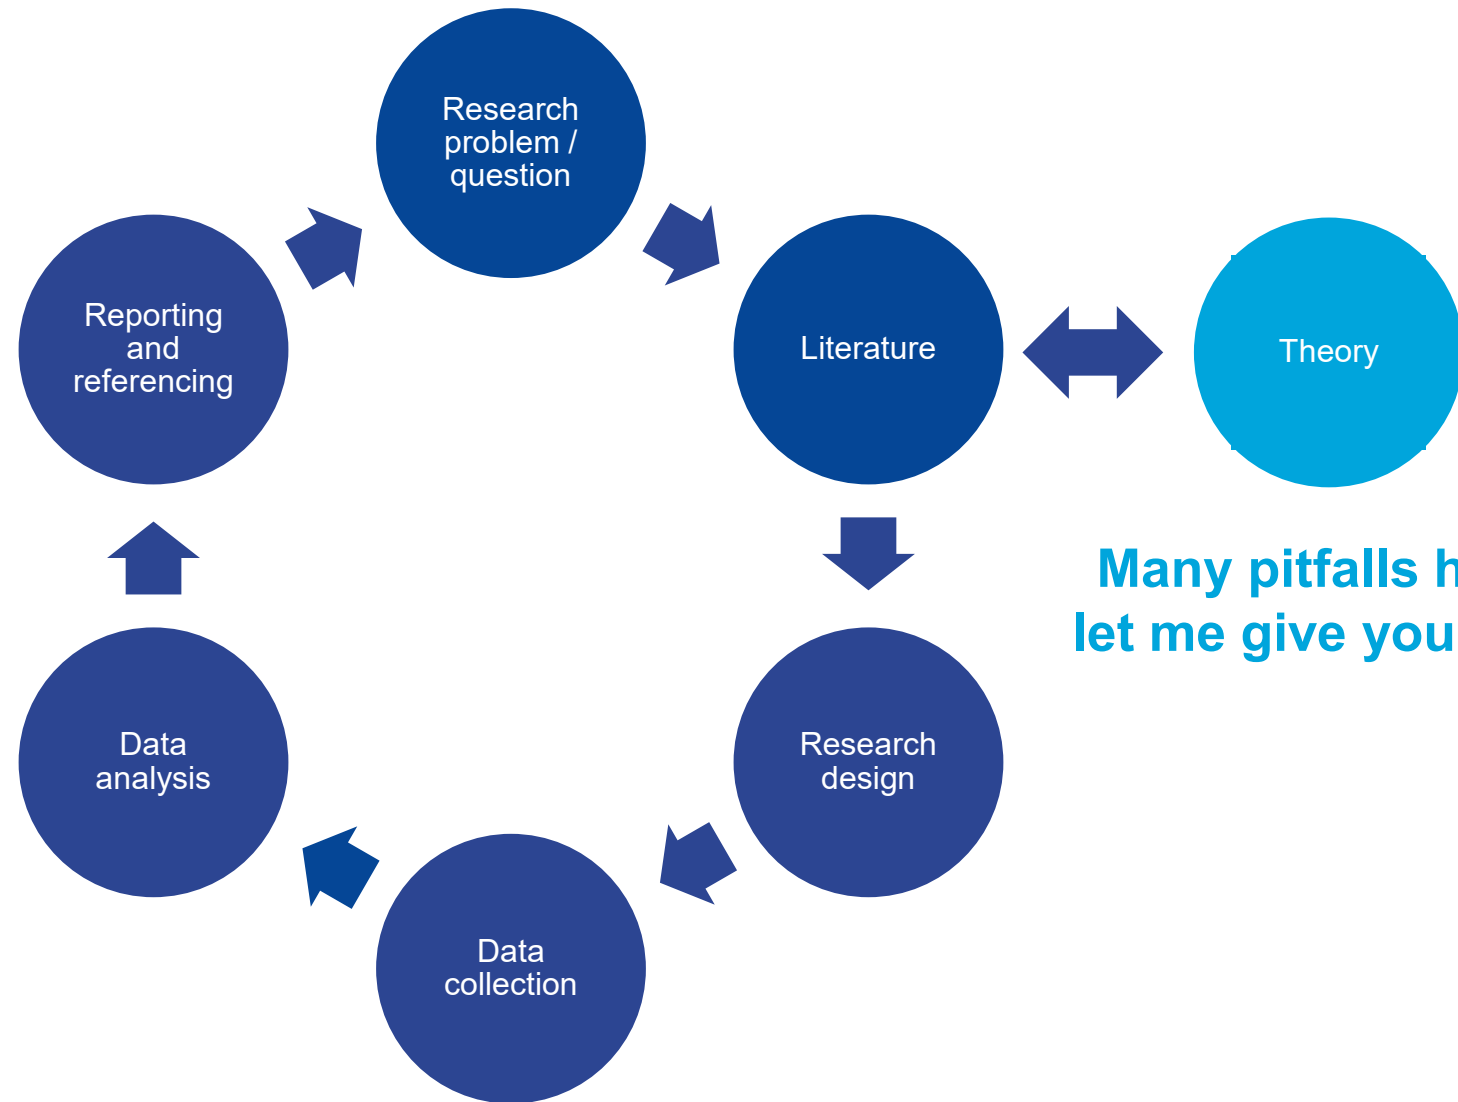 Research
problem /
question
Literature
Theory
Many pitfalls
let me give you
Research
design
Data
collection
Data
analysis
Reporting
and
referencing